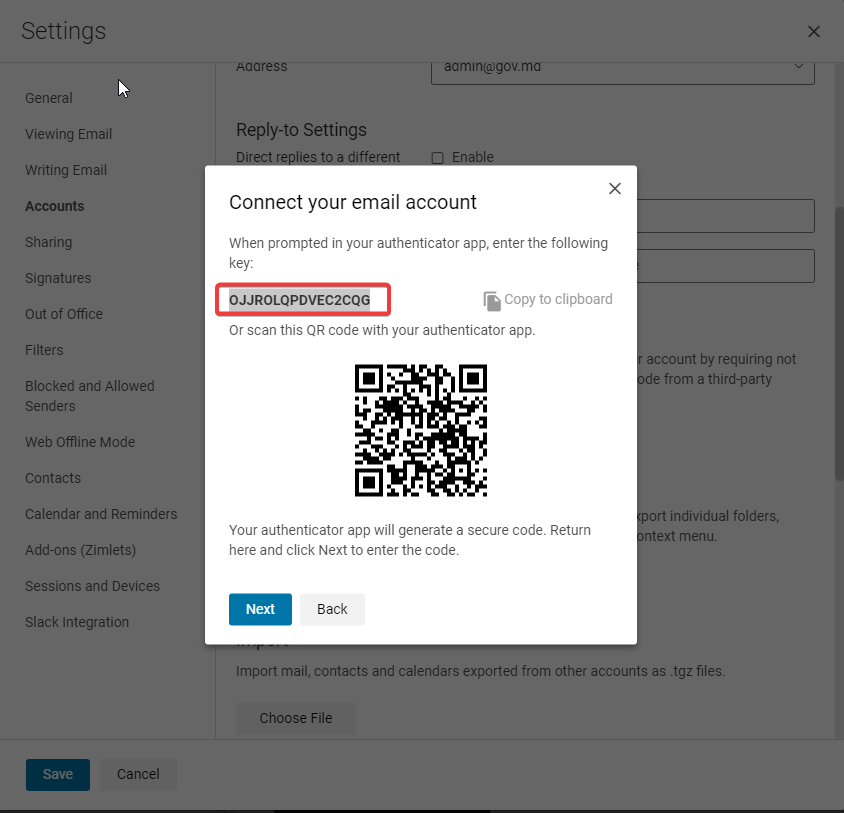 Settings
General
Viewing Email
Writing Email
Accounts
Sharing
Signatures
Out of Office
Filters
Blocked and Allowed
Senders
Web Offline Mode
Contacts
Calendar and Reminders
Add-ons (Zimlets)
Sessions and Devices
Slack Integration
Address
admin@gov.md
Reply-to Settings
Direct replies to a different
Enable
Connect your email account
When prompted in your authenticator app, enter the following
key:
OJJROLQPDVEC2CQG
Copy to clipboard
Or scan this QR code with your authenticator app.
Your authenticator app will generate a secure code. Return
here and click Next to enter the code.
Next
Back
r account by requiring not
ode from a third-party
xport individual folders,
ontext menu.
Import
Import mail, contacts and calendars exported from other accounts as .tgz files.
Choose File
Save
Cancel